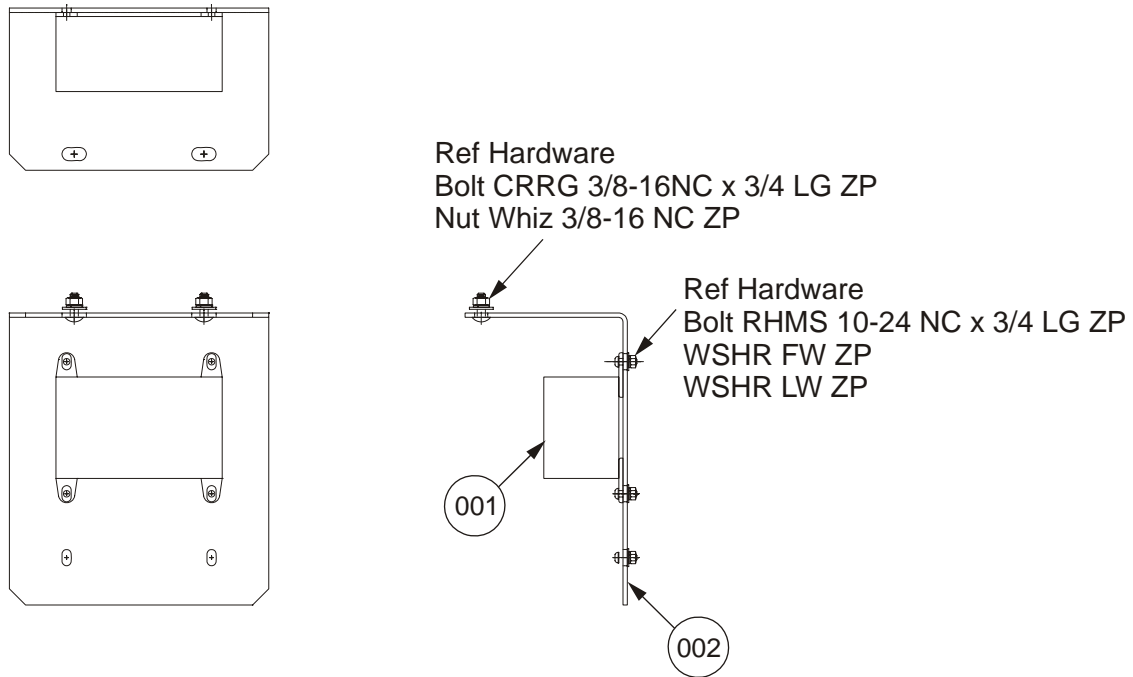 Ref Hardware
Bolt CRRG 3/8-16NC x 3/4 LG ZP
Nut Whiz 3/8-16 NC ZP
Ref Hardware
Bolt RHMS 10-24 NC x 3/4 LG ZP
WSHR FW ZP
WSHR LW ZP
001
002